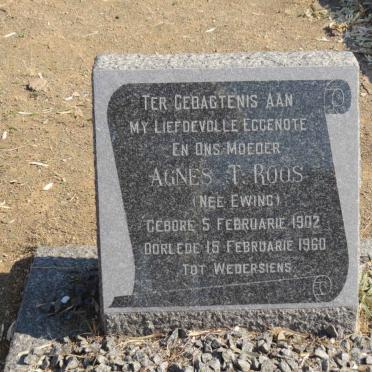 TER GEDAGTENIS AAN
MY LIEFDEVOLLE EGGENOTE
EN ONS MOEDER
AGNES T. ROOS
(NEE EWING)
GEBORE 5 FEBRUARIE 1902
OORLEDE 15 FEBRUARIE 1960
TOT WEDERSIENS